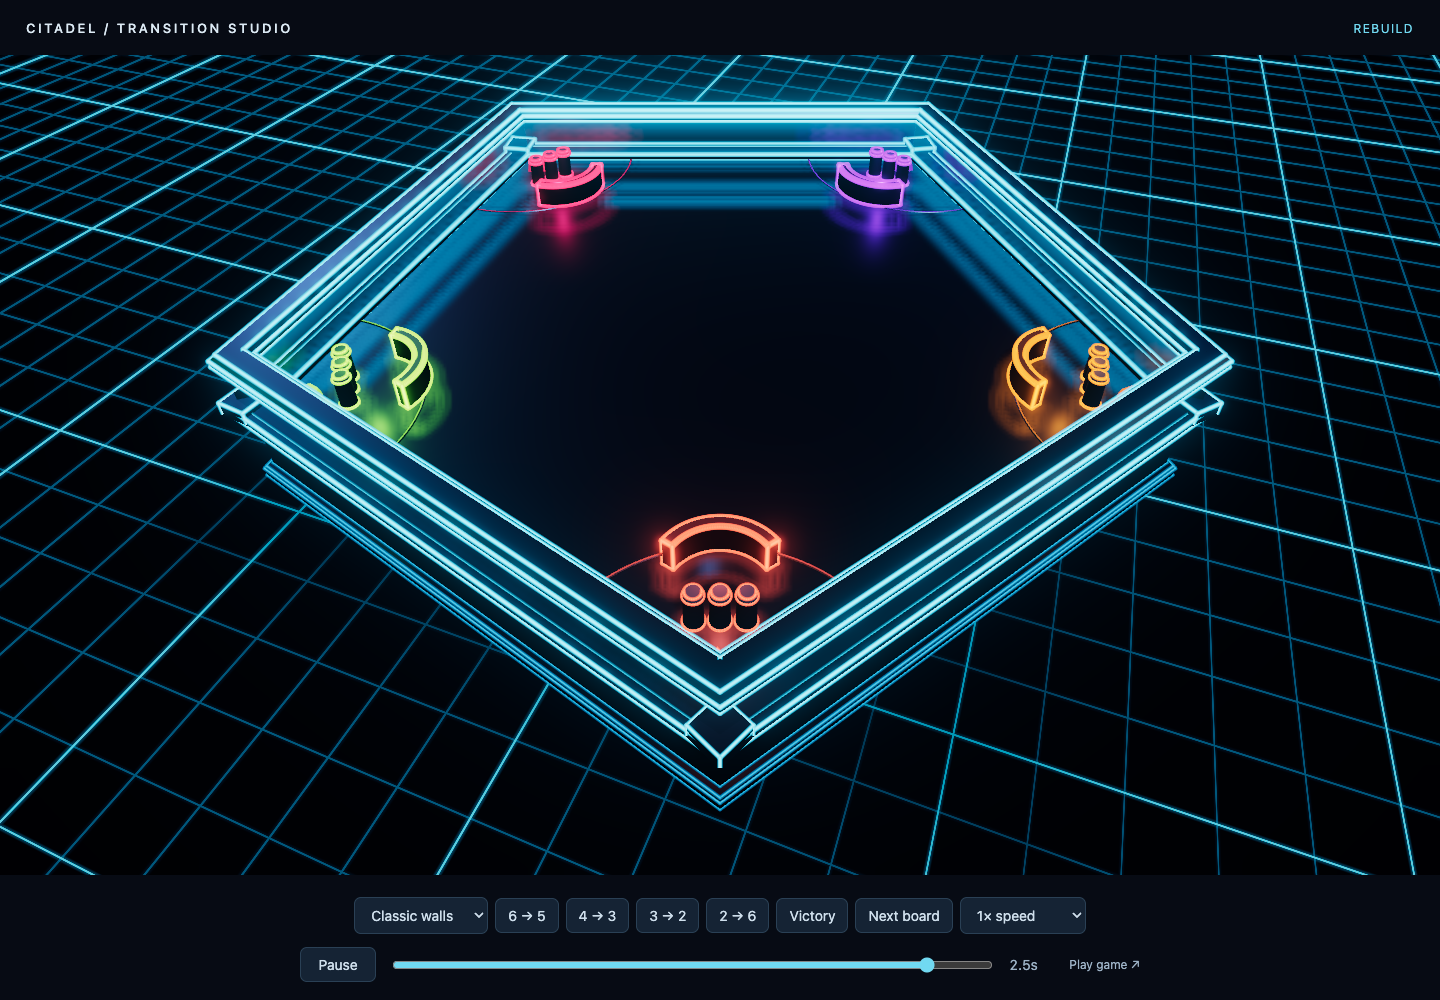 CITADEL / TRANSITION STUDIO
REBUILD
Classic walls
6 → 5
4 → 3
3 → 2
2 → 6
Victory
Next board
1× speed
Pause
2.5s
Play game ↗